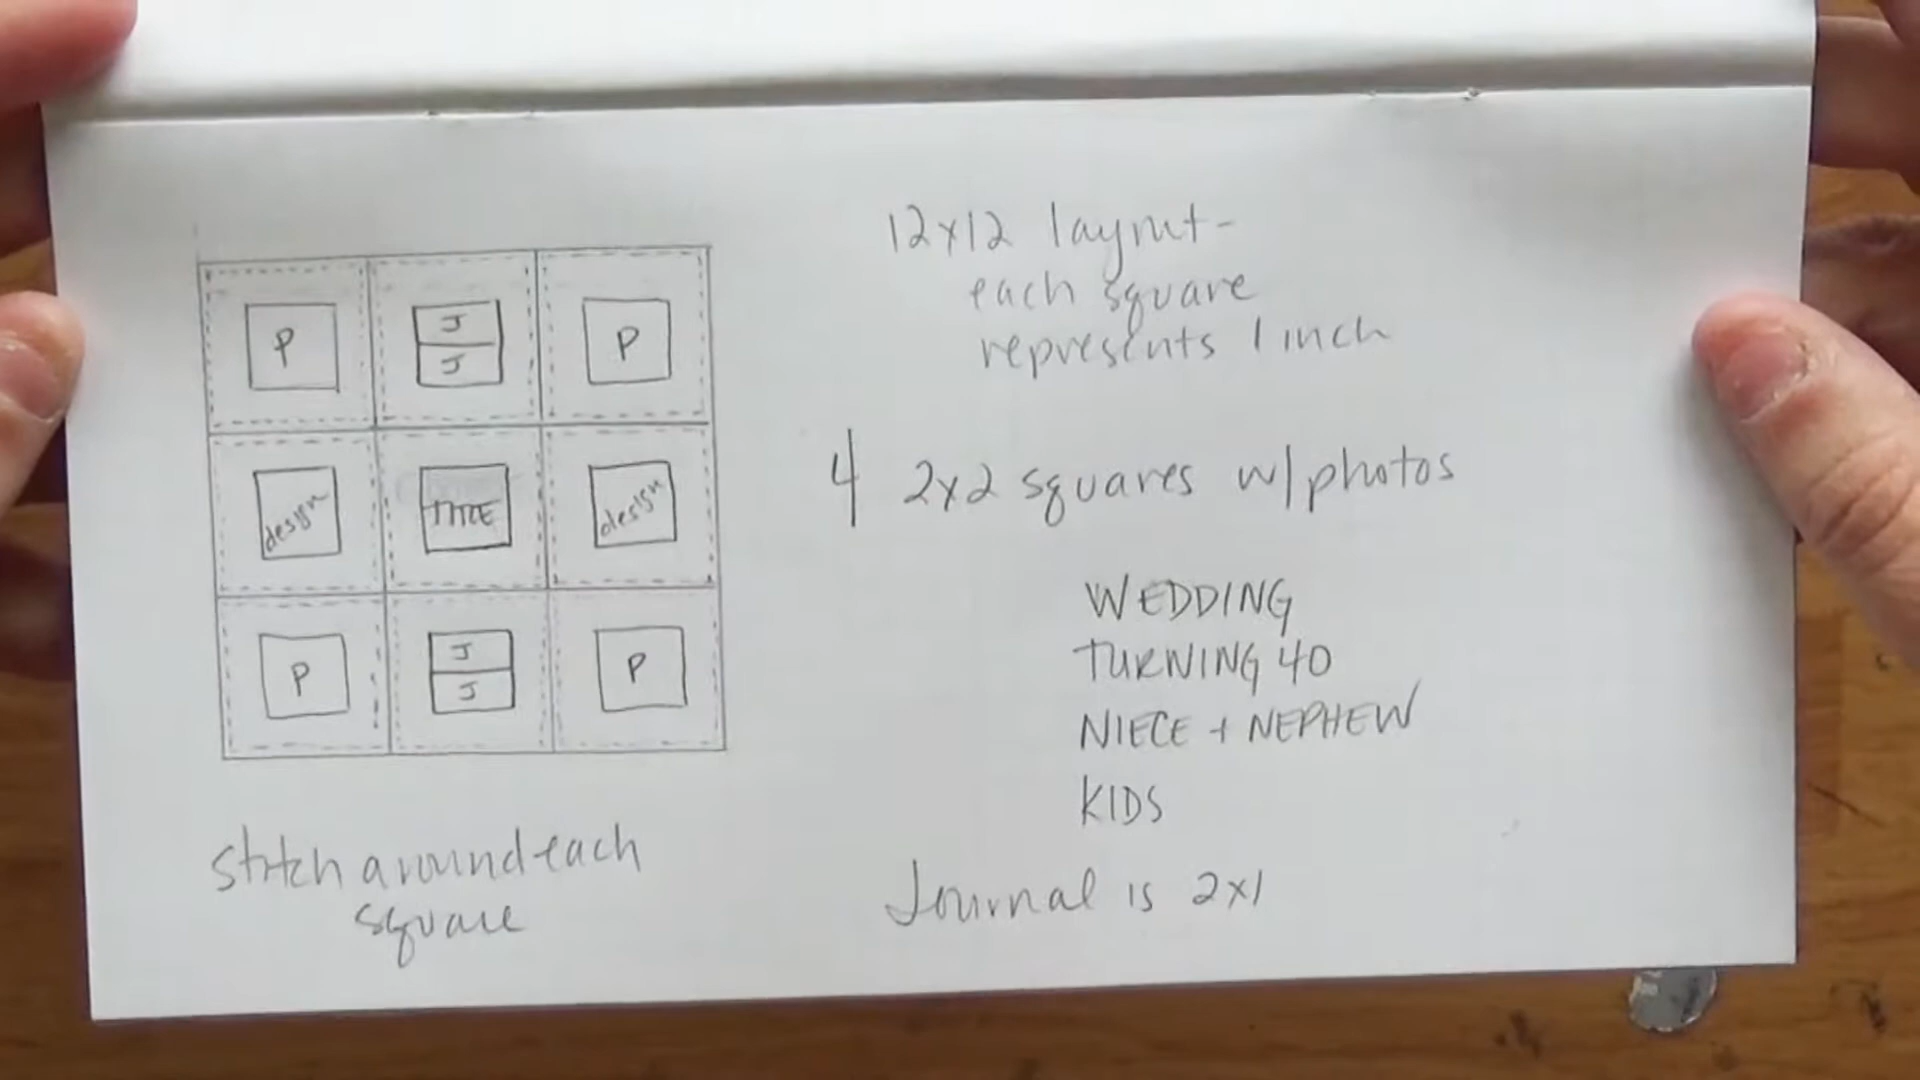 P
J
J
P
design
TITLE
design
P
J
J
P
stitch around each
square
12x12 layout-
each square
represents 1 inch
4 2x2 squares w/photos
WEDDING
TURNING 40
NIECE + NEPHEW
KIDS
Journal is 2x1